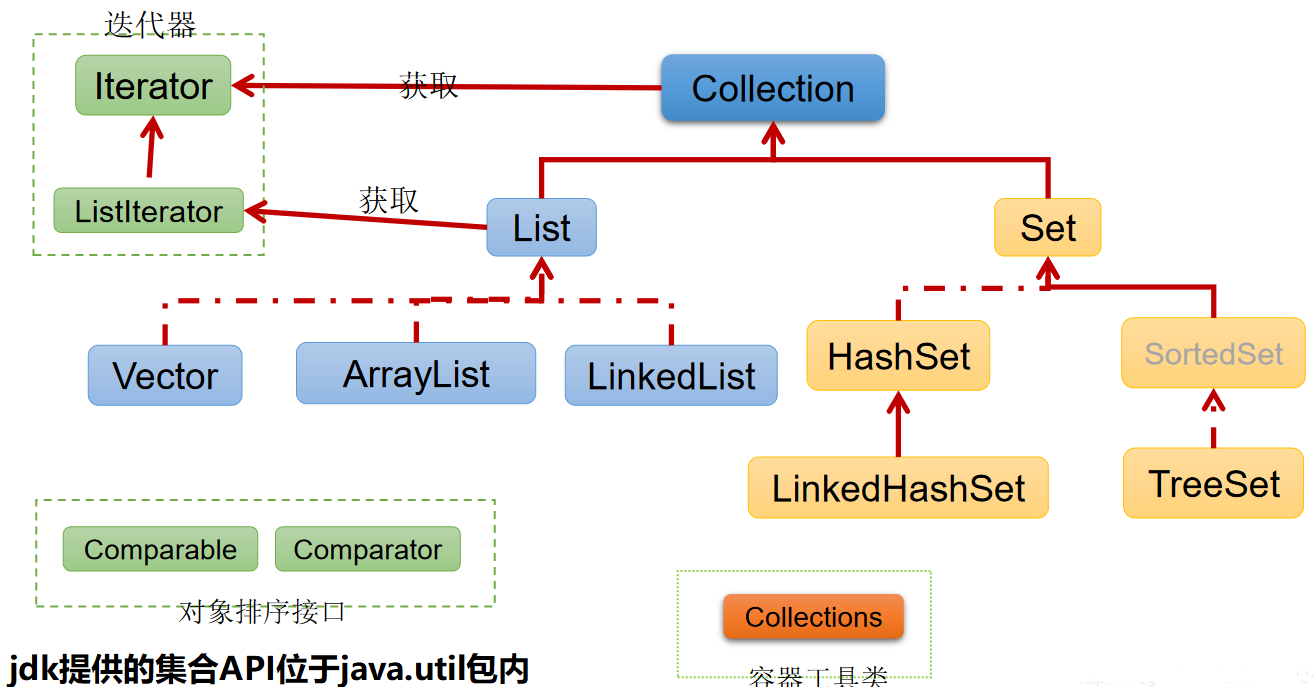 迭代器
Iterator
获取
Collection
ListIterator
获取
List
Set
Vector
ArrayList
LinkedList
HashSet
SortedSet
LinkedHashSet
TreeSet
Comparable
Comparator
对象排序接口
Collections
容器工具类
jdk提供的集合API位于java.util包内